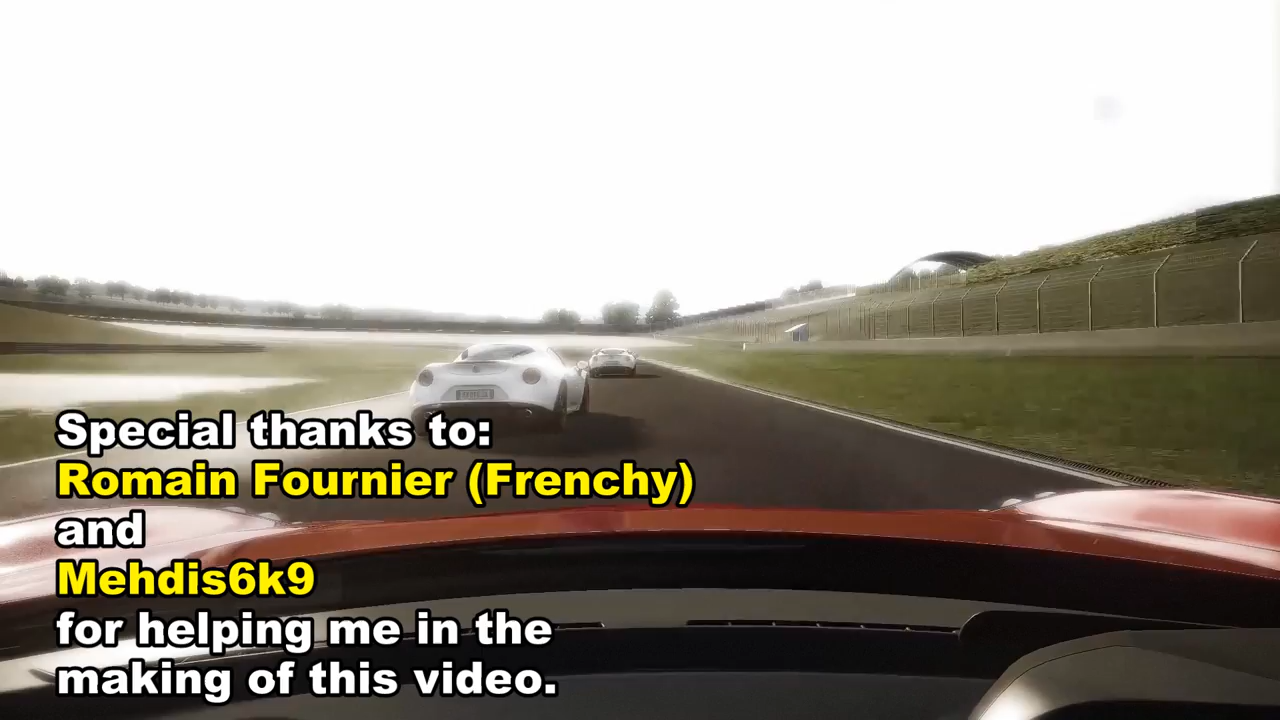 Special thanks to:
Romain Fournier (Frenchy)
and
Mehdis6k9
for helping me in the
making of this video.